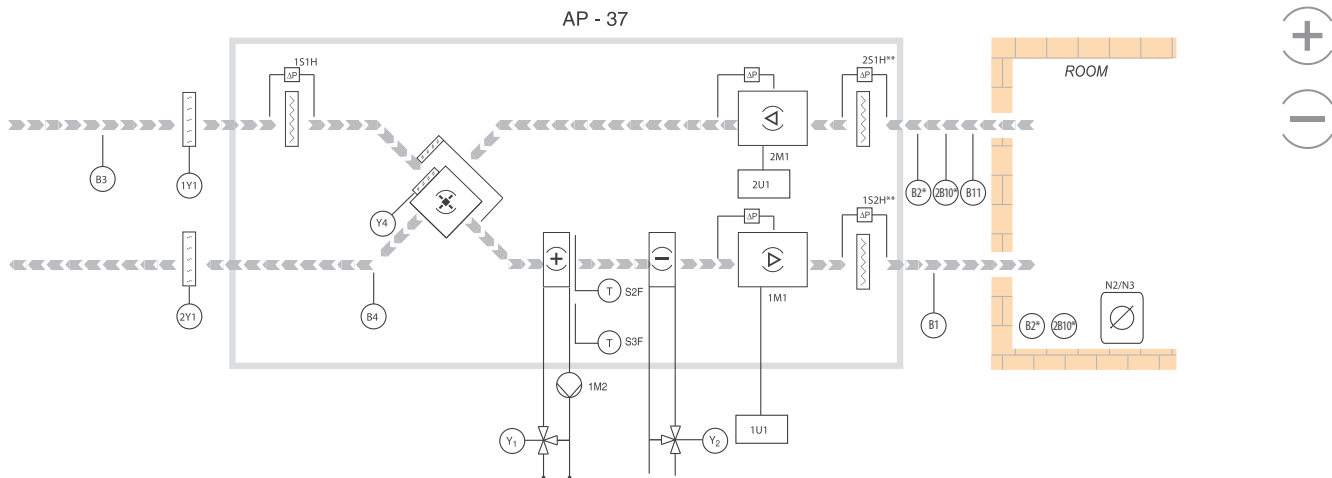 AP - 37
1S1H
ΔP
ΔP
2S1H**
ΔP
ROOM
B3
1Y1
2M1
2U1
B2*
2B10*
B11
Y4
1S2H**
ΔP
ΔP
S2F
T
1M1
N2/N3
2Y1
B4
B1
B2*
2B10*
T
S3F
1M2
Y1
Y2
1U1